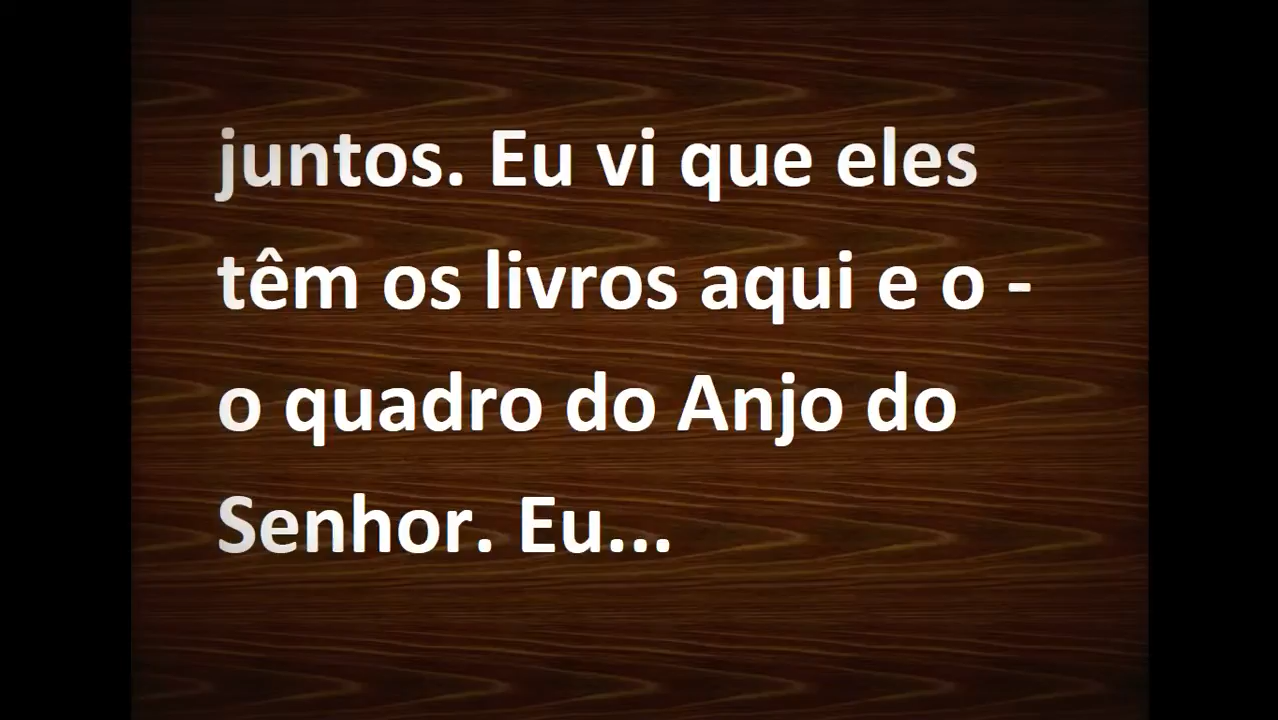 juntos. Eu vi que eles
têm os livros aqui e o -
o quadro do Anjo do
Senhor. Eu...